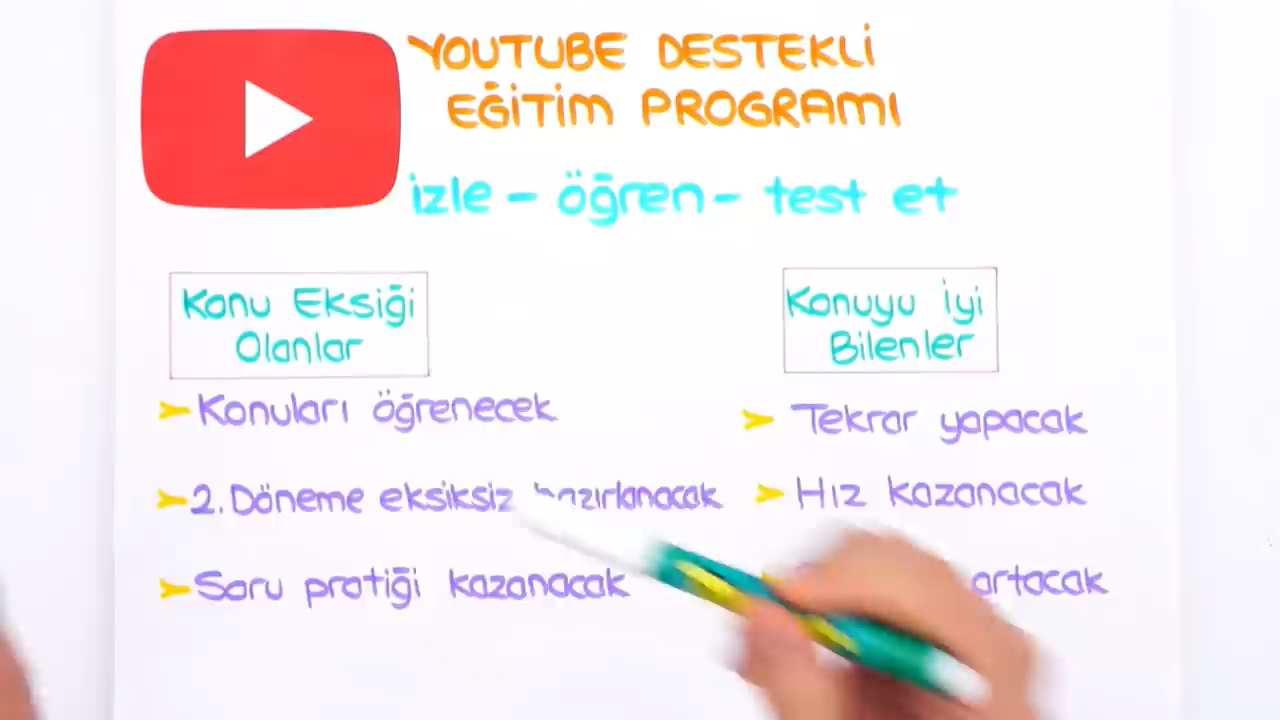 YOUTUBE DESTEKLİ
EĞİTİM PROGRAMI
izle - öğren - test et
Konu Eksiği
Olanlar
➤ Konuları öğrenecek
➤ 2. Döneme eksiksiz hazırlanacak
➤ Soru pratiği kazanacak
Konuyu İyi
Bilenler
➤ Tekrar yapacak
➤ Hız kazanacak
artacak